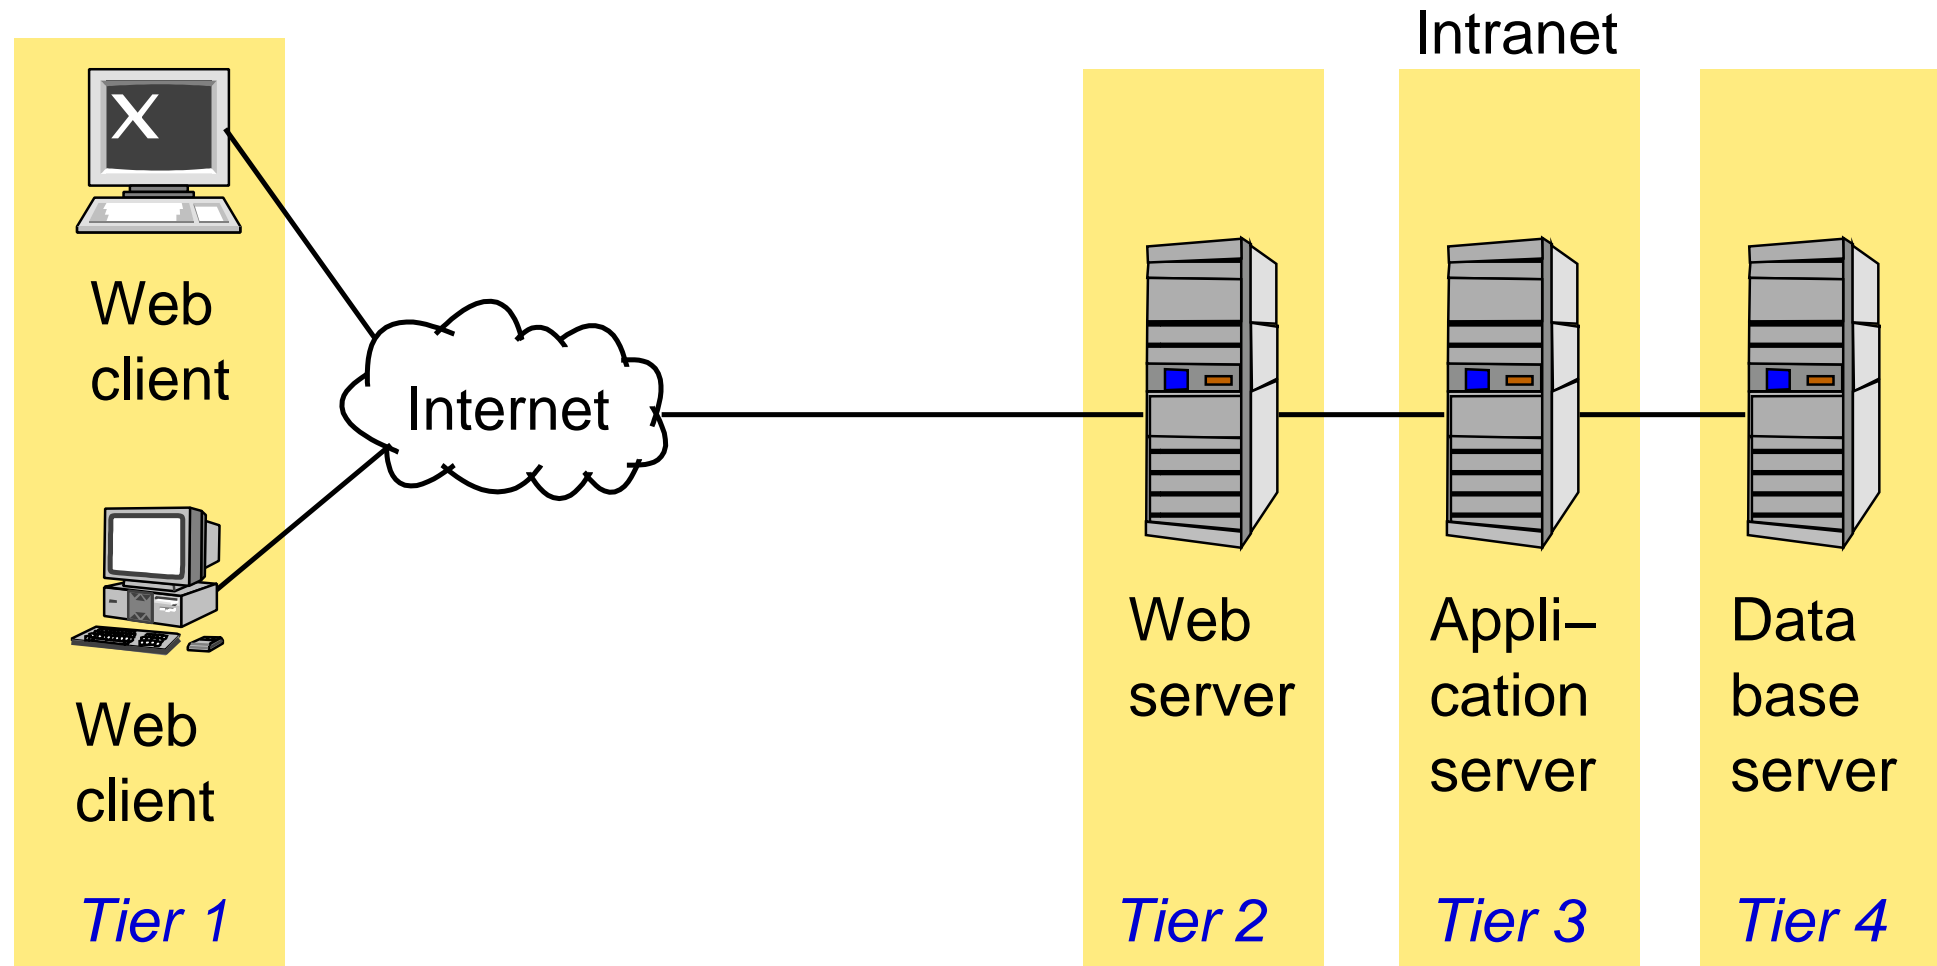 Intranet
X
Web
client
Internet
Web
client
Web
server
Appli–
cation
server
Data
base
server
Tier 1
Tier 2
Tier 3
Tier 4